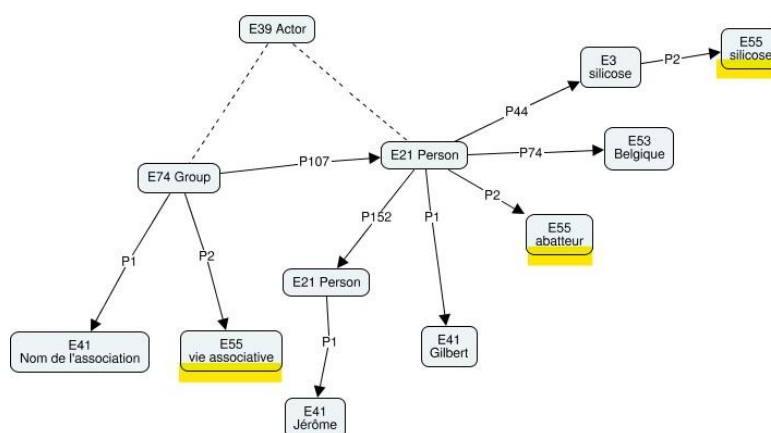 E39 Actor
E3
silicose
P2
E55
silicose
P44
E21 Person
P74
E53
Belgique
E74 Group
P107
P2
E55
abatteur
P152
P1
P1
P2
E21 Person
E41
Nom de l'association
E55
vie associative
P1
E41
Gilbert
E41
Jérôme